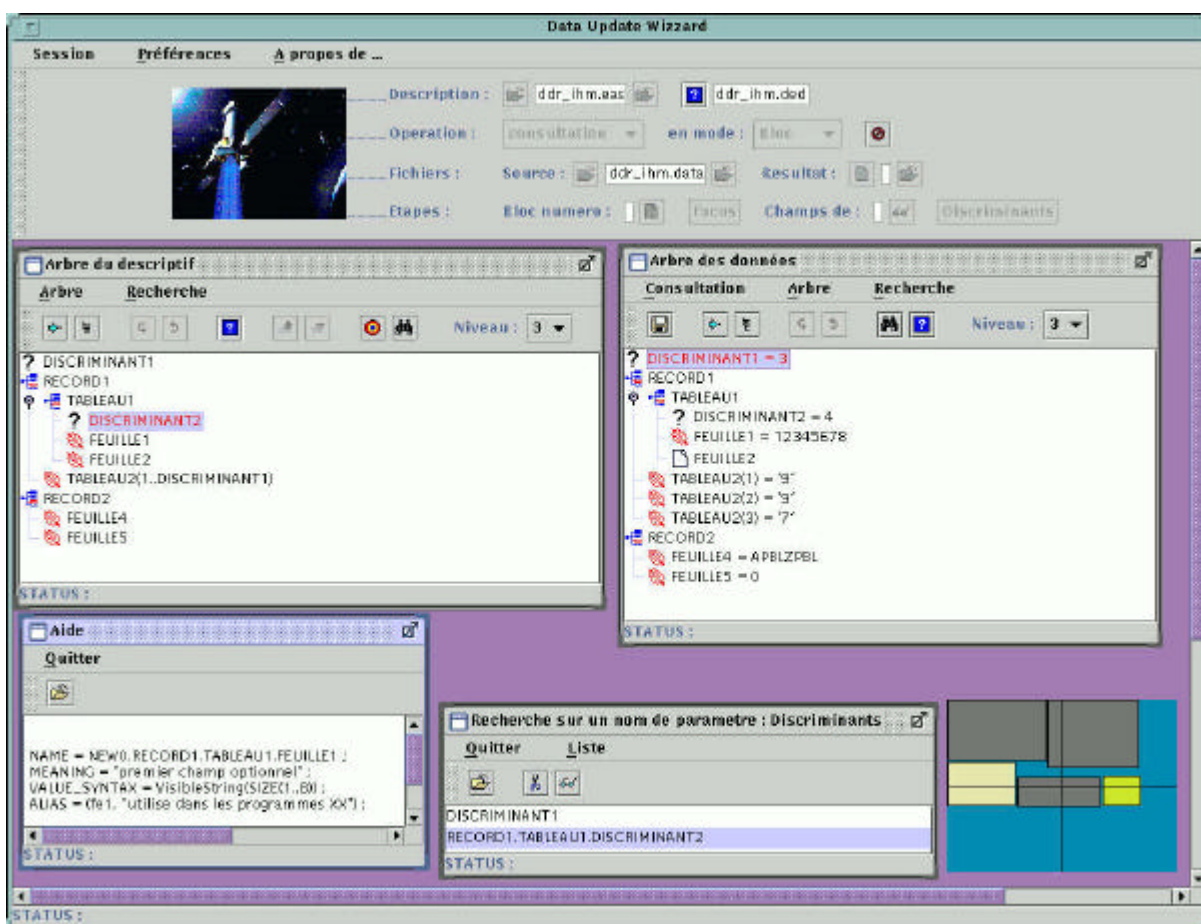 Data Update Wizzard
Session Préférences A propos de ...
Description : ddr_ihm.eas ddr_ihm.ded
Operation : consultation en mode : Bloc
Fichiers : Source : ddr_ihm.data Resultat :
Etapes : Bloc numero : Focus Champs de : Discriminants
Arbre du descriptif
Arbre Recherche
Niveau : 3
DISCRIMINANT1
RECORD1
TABLEAU1
DISCRIMINANT2
FEUILLE1
FEUILLE2
TABLEAU2(1..DISCRIMINANT1)
RECORD2
FEUILLE4
FEUILLE5
STATUS :
Arbre des données
Consultation Arbre Recherche
Niveau : 3
DISCRIMINANT1 = 3
RECORD1
TABLEAU1
DISCRIMINANT2 = 4
FEUILLE1 = 12345678
FEUILLE2
TABLEAU2(1) = '9'
TABLEAU2(2) = '9'
TABLEAU2(3) = '7'
RECORD2
FEUILLE4 = APBLZPBL
FEUILLE5 = 0
STATUS :
Aide
Quitter
NAME = NEW0.RECORD1.TABLEAU1.FEUILLE1 ;
MEANING = "premier champ optionnel" ;
VALUE_SYNTAX = VisibleString(SIZE(1..8)) ;
ALIAS = (fe1, "utilise dans les programmes XX") ;
STATUS :
Recherche sur un nom de parametre : Discriminants
Quitter Liste
DISCRIMINANT1
RECORD1.TABLEAU1.DISCRIMINANT2
STATUS :
STATUS :